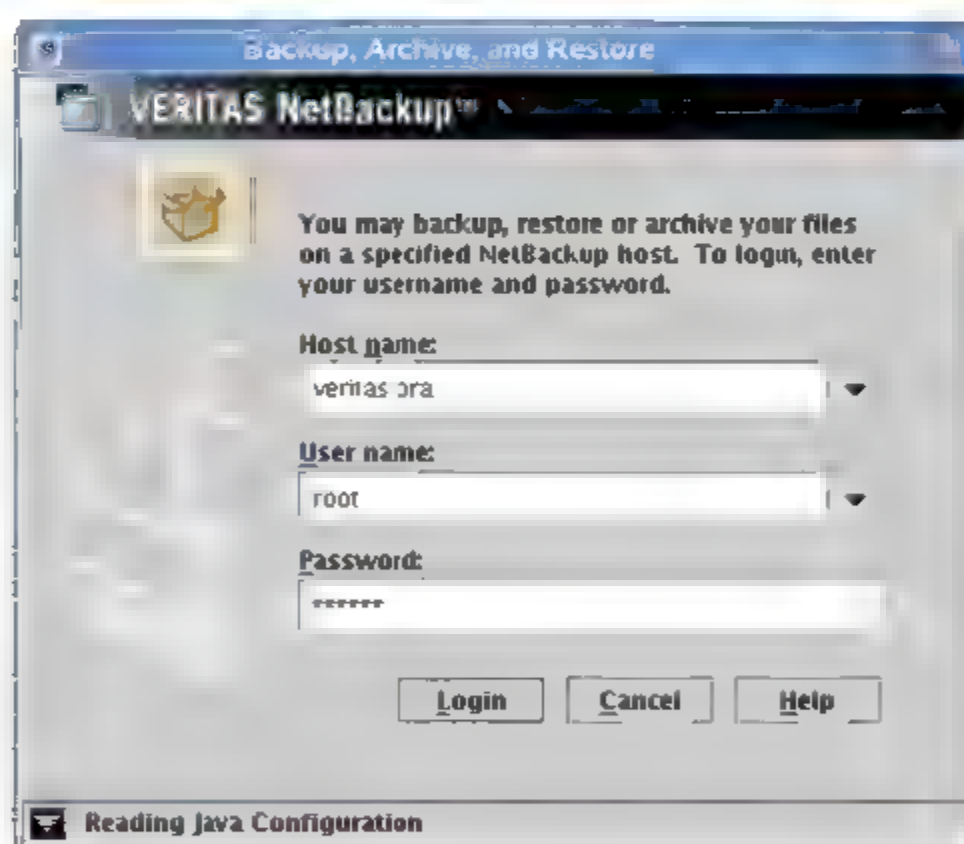 Backup, Archive, and Restore
VERITAS NetBackup™
You may backup, restore or archive your files
on a specified NetBackup host. To login, enter
your username and password.
Host name:
veritas
User name:
root
Password:
******
Login Cancel Help
Reading Java Configuration